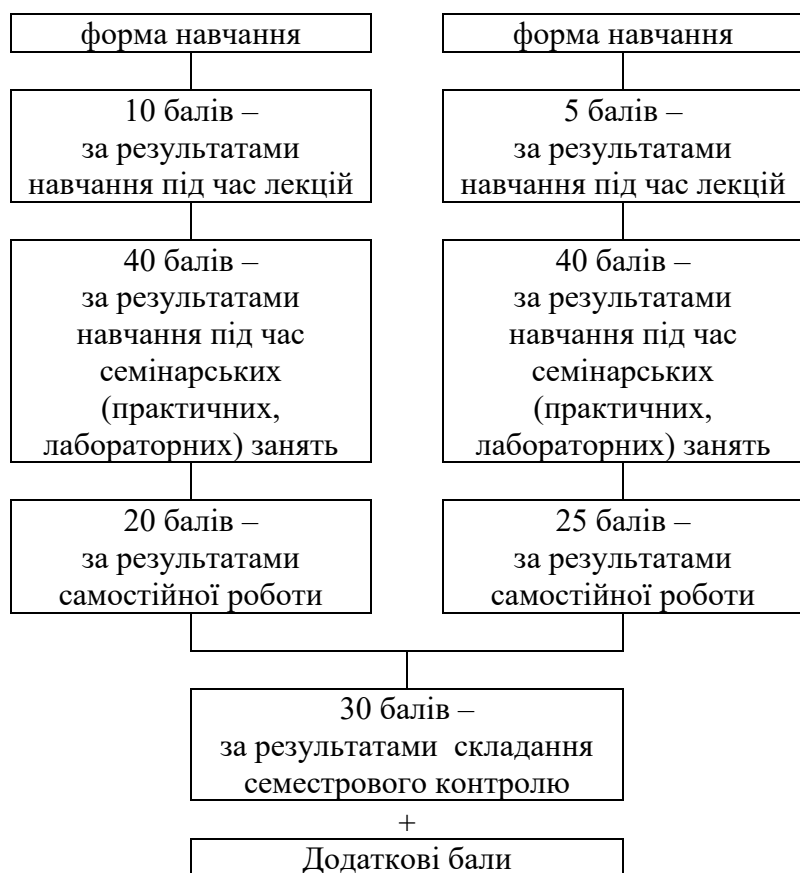 форма навчання
10 балів –
за результатами
навчання під час лекцій
40 балів –
за результатами
навчання під час
семінарських
(практичних,
лабораторних) занять
20 балів –
за результатами
самостійної роботи
форма навчання
5 балів –
за результатами
навчання під час лекцій
40 балів –
за результатами
навчання під час
семінарських
(практичних,
лабораторних) занять
25 балів –
за результатами
самостійної роботи
30 балів –
за результатами складання
семестрового контролю
+
Додаткові бали